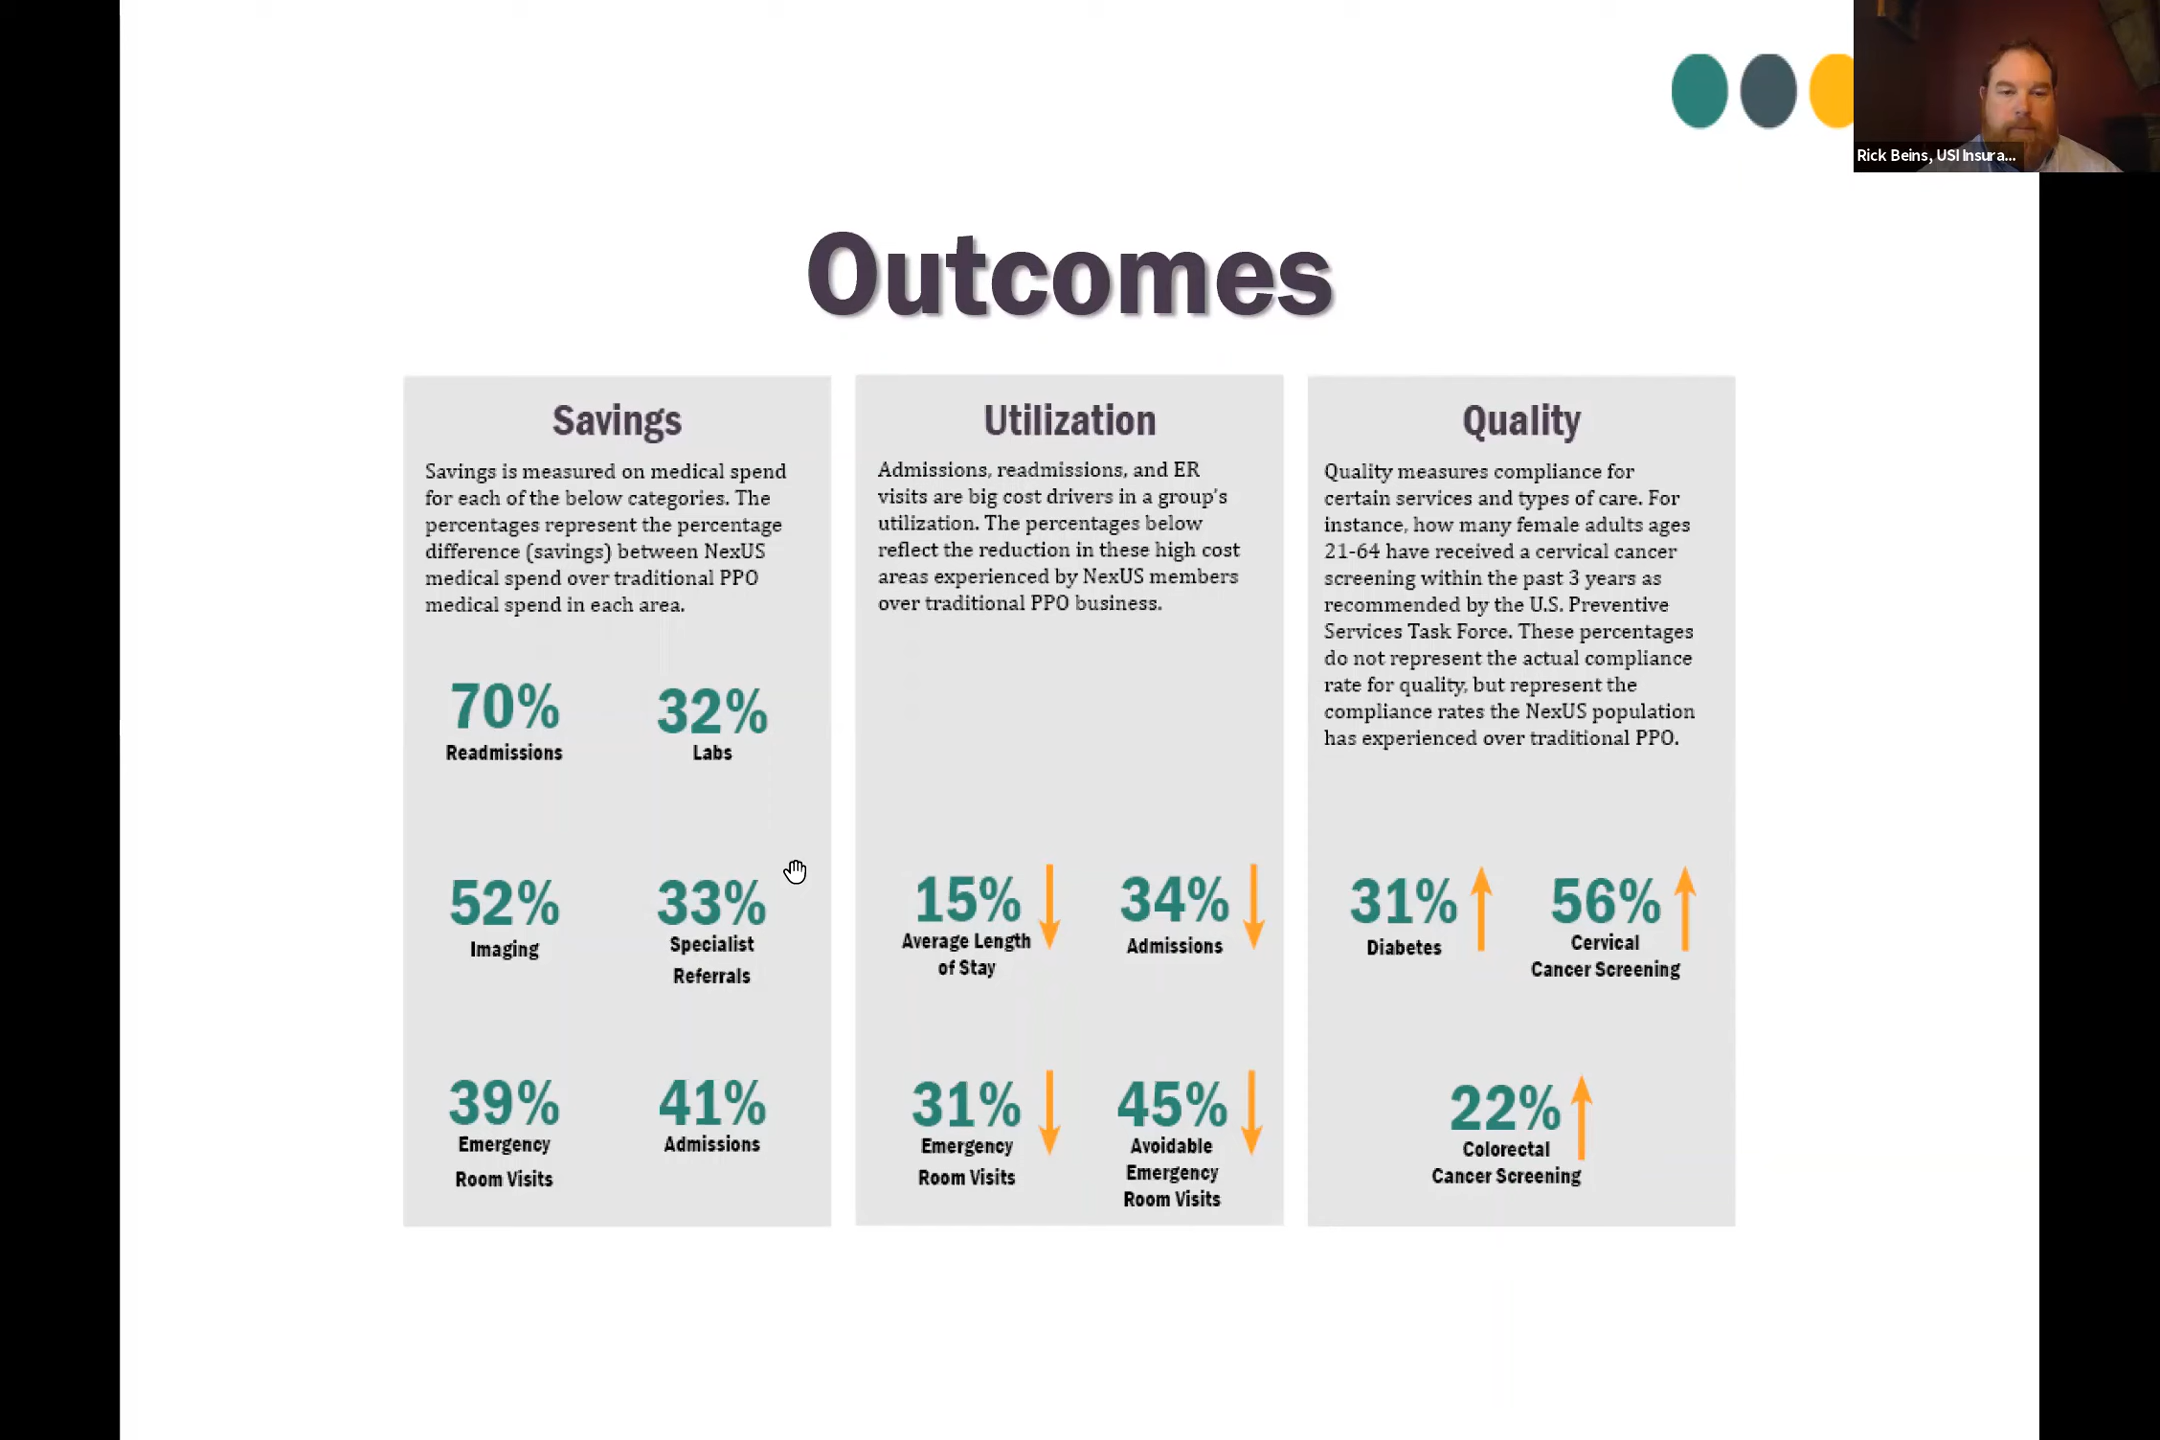 Rick Beins, USI Insura...
Outcomes
Savings
Savings is measured on medical spend
for each of the below categories. The
percentages represent the percentage
difference (savings) between NexUS
medical spend over traditional PPO
medical spend in each area.
70%
Readmissions
32%
Labs
52%
Imaging
33%
Specialist
Referrals
39%
Emergency
Room Visits
41%
Admissions
Utilization
Admissions, readmissions, and ER
visits are big cost drivers in a group's
utilization. The percentages below
reflect the reduction in these high cost
areas experienced by NexUS members
over traditional PPO business.
15%
Average Length
of Stay
34%
Admissions
31%
Emergency
Room Visits
45%
Avoidable
Emergency
Room Visits
Quality
Quality measures compliance for
certain services and types of care. For
instance, how many female adults ages
21-64 have received a cervical cancer
screening within the past 3 years as
recommended by the U.S. Preventive
Services Task Force. These percentages
do not represent the actual compliance
rate for quality, but represent the
compliance rates the NexUS population
has experienced over traditional PPO.
31%
Diabetes
56%
Cervical
Cancer Screening
22%
Colorectal
Cancer Screening